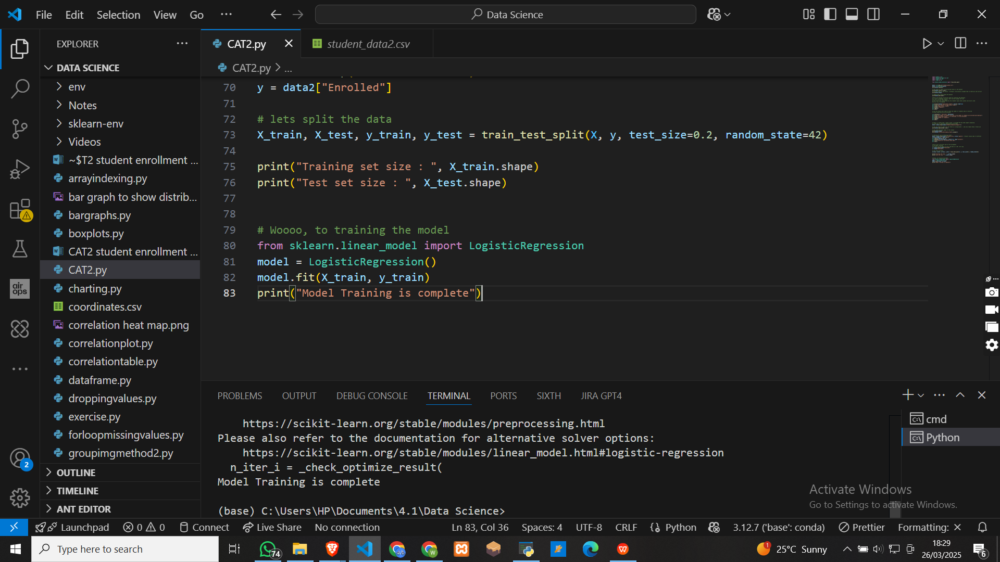 File Edit Selection View Go ...
Data Science
EXPLORER ...
DATA SCIENCE
env
Notes
sklearn-env
Videos
~$T2 student enrollment ...
arrayindexing.py
bar graph to show distrib...
bargraphs.py
boxplots.py
CAT2 student enrollment ...
CAT2.py
charting.py
coordinates.csv
correlation heat map.png
correlationplot.py
correlationtable.py
dataframe.py
droppingvalues.py
exercise.py
forloopmissingvalues.py
groupimgmethod2.py
OUTLINE
TIMELINE
ANT EDITOR
air
ops
2
CAT2.py
student_data2.csv
CAT2.py > ...
70 y = data2["Enrolled"]
71
72 # lets split the data
73 X_train, X_test, y_train, y_test = train_test_split(X, y, test_size=0.2, random_state=42)
74
75 print("Training set size : ", X_train.shape)
76 print("Test set size : ", X_test.shape)
77
78
79 # Woooo, to training the model
80 from sklearn.linear_model import LogisticRegression
81 model = LogisticRegression()
82 model.fit(X_train, y_train)
83 print("Model Training is complete")
PROBLEMS OUTPUT DEBUG CONSOLE TERMINAL PORTS SIXTH JIRA GPT4
https://scikit-learn.org/stable/modules/preprocessing.html
Please also refer to the documentation for alternative solver options:
https://scikit-learn.org/stable/modules/linear_model.html#logistic-regression
n_iter_i = _check_optimize_result(
Model Training is complete
(base) C:\Users\HP\Documents\4.1\Data Science>
cmd
Python
Activate Windows
Go to Settings to activate Windows.
Launchpad 0 0 Connect Live Share No connection Ln 83, Col 36 Spaces: 4 UTF-8 CRLF {} Python 3.12.7 ('base': conda) Prettier Formatting: ×
Type here to search
74
1
25°C Sunny
18:29
26/03/2025
6